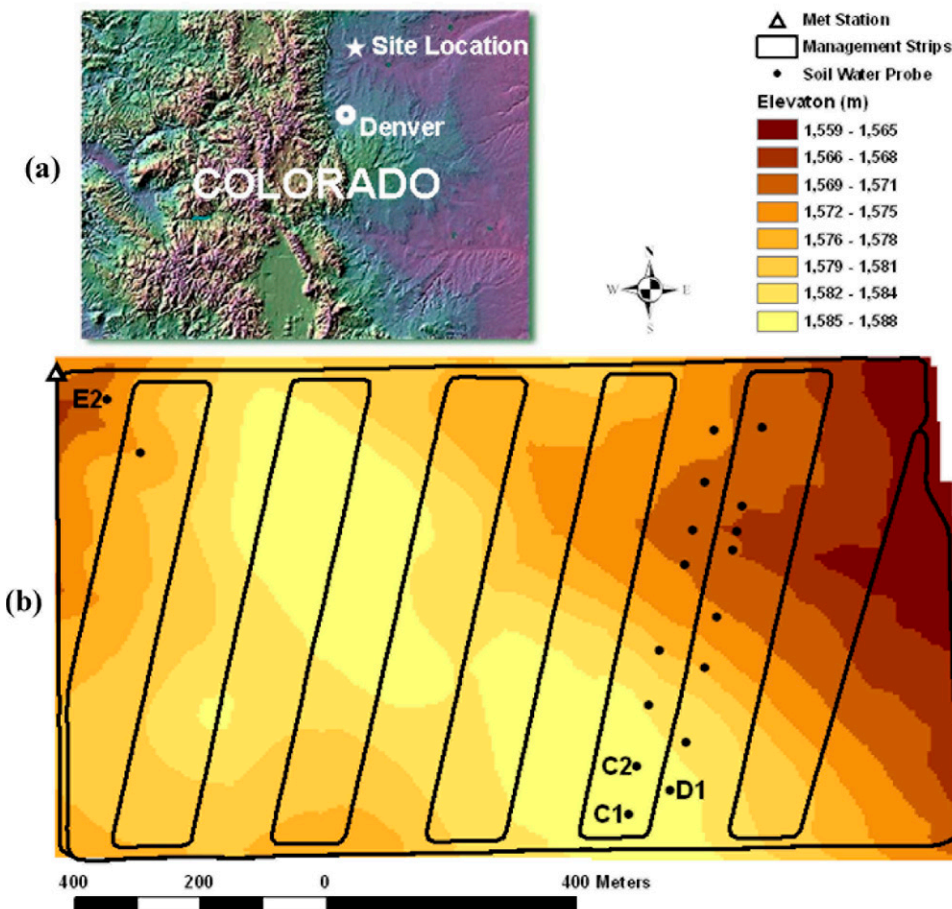 (a)
Site Location
Denver
COLORADO
Met Station
Management Strips
Soil Water Probe
Elevaton (m)
1,559 - 1,565
1,566 - 1,568
1,569 - 1,571
1,572 - 1,575
1,576 - 1,578
1,579 - 1,581
1,582 - 1,584
1,585 - 1,588
N
W E
S
(b)
E2
C2
D1
C1
400 200 0 400 Meters